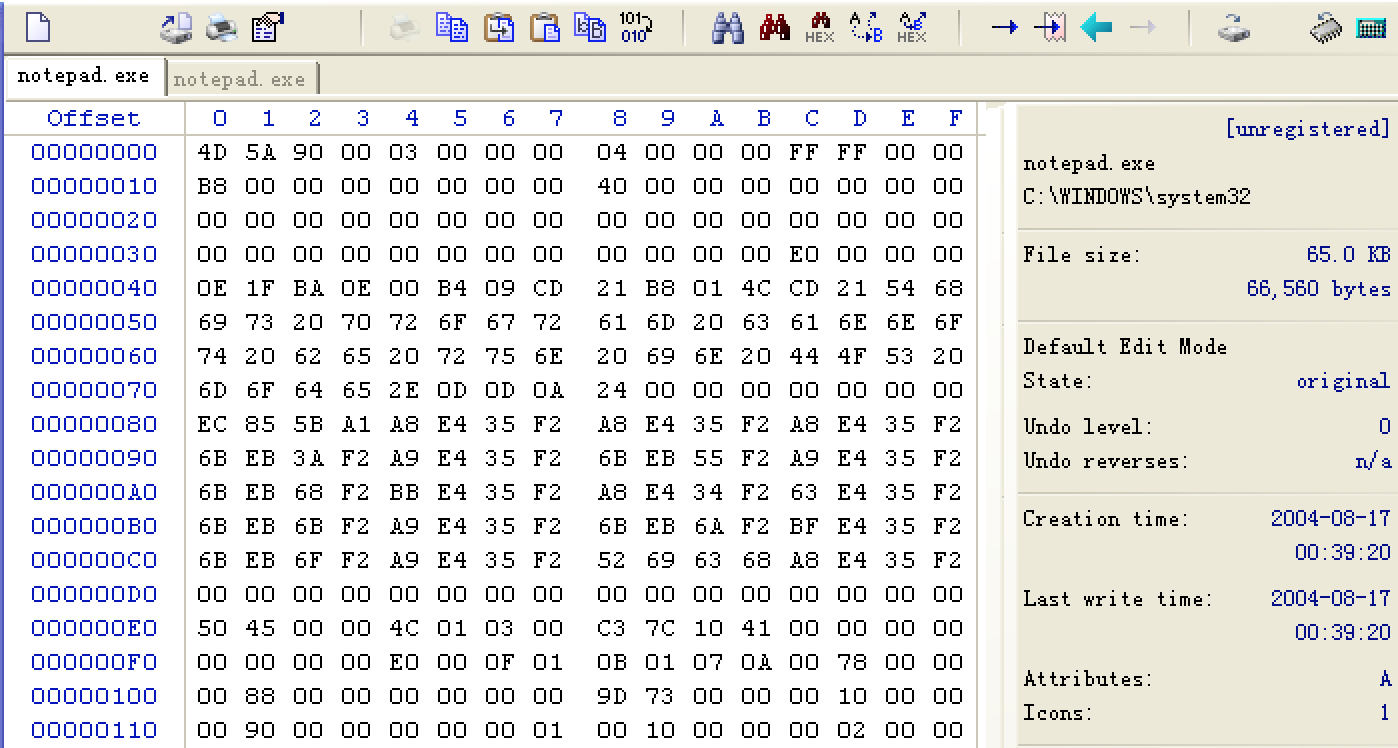 101
010
HEX
A
B
HEX
notepad.exe
notepad.exe
Offset 0 1 2 3 4 5 6 7 8 9 A B C D E F
00000000 4D 5A 90 00 03 00 00 00 04 00 00 00 FF FF 00 00
00000010 B8 00 00 00 00 00 00 00 40 00 00 00 00 00 00 00
00000020 00 00 00 00 00 00 00 00 00 00 00 00 00 00 00 00
00000030 00 00 00 00 00 00 00 00 00 00 00 00 E0 00 00 00
00000040 0E 1F BA 0E 00 B4 09 CD 21 B8 01 4C CD 21 54 68
00000050 69 73 20 70 72 6F 67 72 61 6D 20 63 61 6E 6E 6F
00000060 74 20 62 65 20 72 75 6E 20 69 6E 20 44 4F 53 20
00000070 6D 6F 64 65 2E 0D 0D 0A 24 00 00 00 00 00 00 00
00000080 EC 85 5B A1 A8 E4 35 F2 A8 E4 35 F2 A8 E4 35 F2
00000090 6B EB 3A F2 A9 E4 35 F2 6B EB 55 F2 A9 E4 35 F2
000000A0 6B EB 68 F2 BB E4 35 F2 A8 E4 34 F2 63 E4 35 F2
000000B0 6B EB 6B F2 A9 E4 35 F2 6B EB 6A F2 BF E4 35 F2
000000C0 6B EB 6F F2 A9 E4 35 F2 52 69 63 68 A8 E4 35 F2
000000D0 00 00 00 00 00 00 00 00 00 00 00 00 00 00 00 00
000000E0 50 45 00 00 4C 01 03 00 C3 7C 10 41 00 00 00 00
000000F0 00 00 00 00 E0 00 0F 01 0B 01 07 0A 00 78 00 00
00000100 00 88 00 00 00 00 00 00 9D 73 00 00 00 10 00 00
00000110 00 90 00 00 00 00 00 01 00 10 00 00 00 02 00 00
[unregistered]
notepad.exe
C:\WINDOWS\system32
File size: 65.0 KB
66,560 bytes
Default Edit Mode
State: original
Undo level: 0
Undo reverses: n/a
Creation time: 2004-08-17
00:39:20
Last write time: 2004-08-17
00:39:20
Attributes: A
Icons: 1